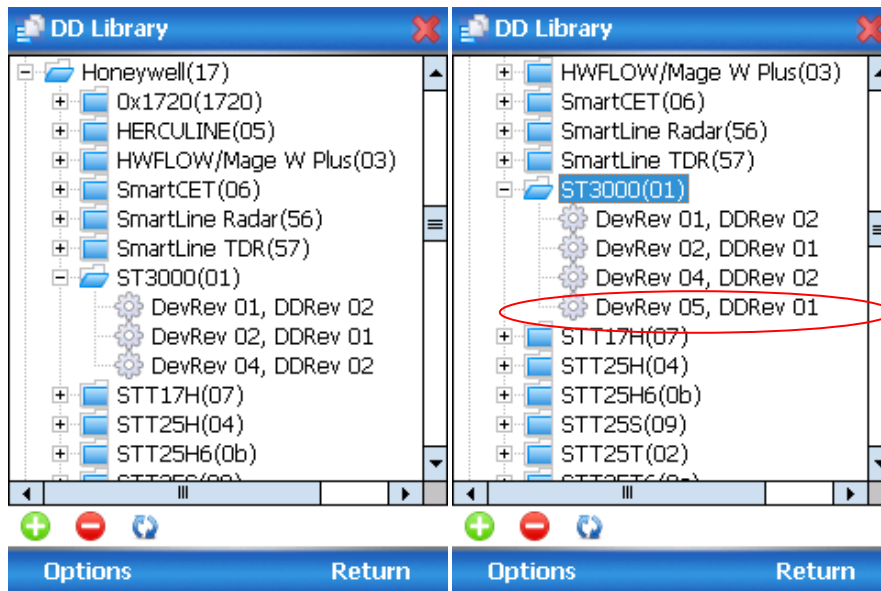 DD Library
Honeywell(17)
0x1720(1720)
HERCULINE(05)
HWFLOW/Mage W Plus(03)
SmartCET(06)
SmartLine Radar(56)
SmartLine TDR(57)
ST3000(01)
DevRev 01, DDRev 02
DevRev 02, DDRev 01
DevRev 04, DDRev 02
STT17H(07)
STT25H(04)
STT25H6(0b)
STT25S(09)
Options Return
DD Library
HWFLOW/Mage W Plus(03)
SmartCET(06)
SmartLine Radar(56)
SmartLine TDR(57)
ST3000(01)
DevRev 01, DDRev 02
DevRev 02, DDRev 01
DevRev 04, DDRev 02
DevRev 05, DDRev 01
STT17H(07)
STT25H(04)
STT25H6(0b)
STT25S(09)
STT25T(02)
Options Return